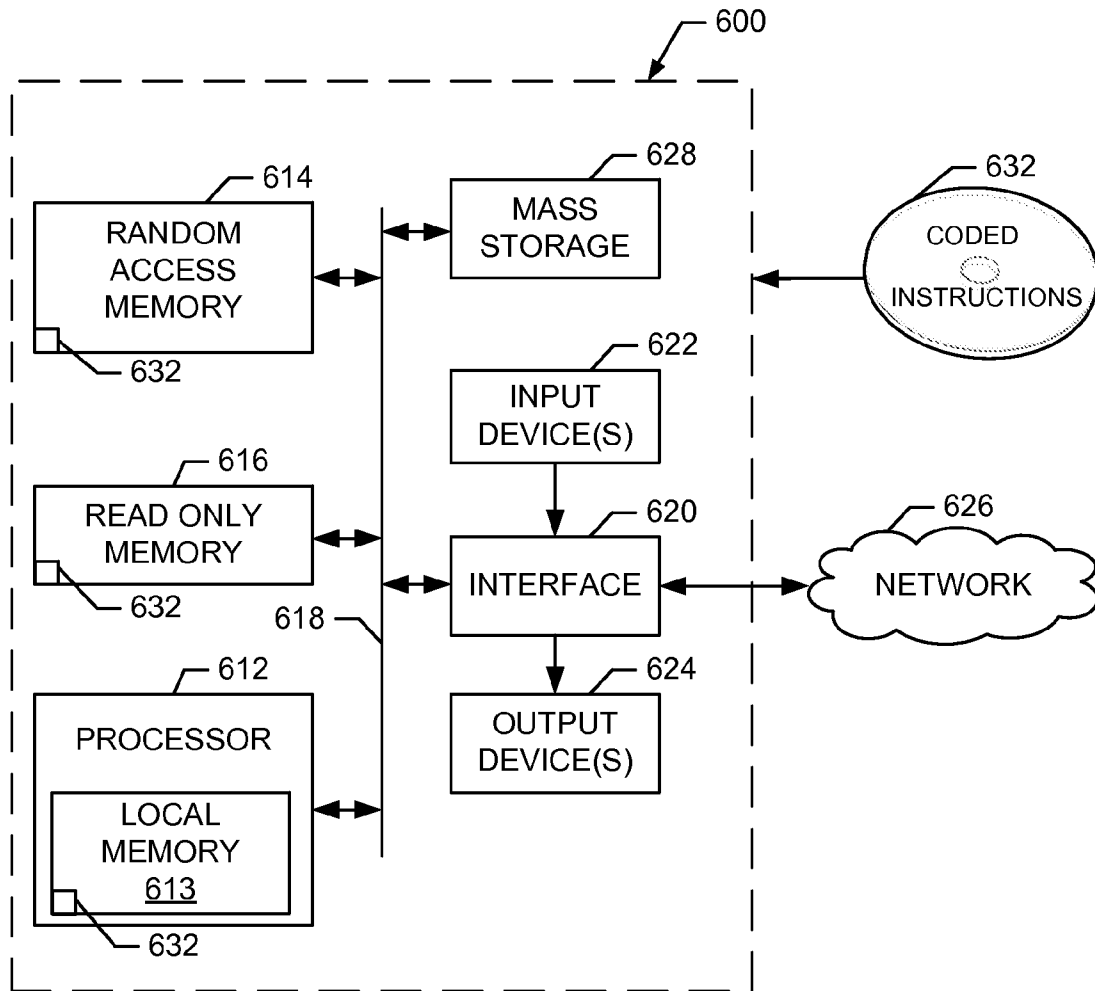 600
614
RANDOM
ACCESS
MEMORY
632
628
MASS
STORAGE
632
CODED
INSTRUCTIONS
622
INPUT
DEVICE(S)
616
READ ONLY
MEMORY
632
620
INTERFACE
626
NETWORK
618
612
PROCESSOR
LOCAL
MEMORY
613
632
624
OUTPUT
DEVICE(S)